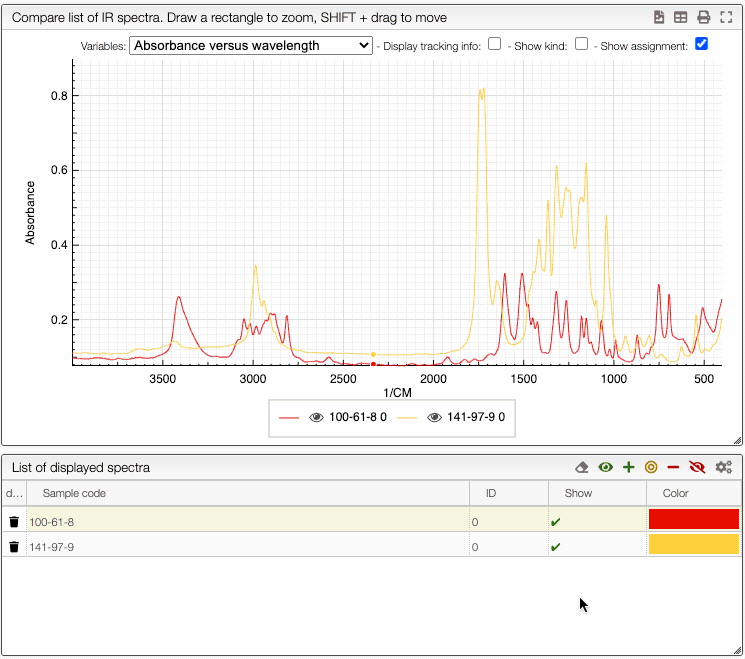 Compare list of IR spectra. Draw a rectangle to zoom, SHIFT + drag to move
Variables: Absorbance versus wavelength - Display tracking info: - Show kind: - Show assignment:
0.8
0.6
0.4
0.2
Absorbance
3500 3000 2500 2000 1500 1000 500
1/CM
100-61-8 0 141-97-9 0
List of displayed spectra
d... Sample code ID Show Color
100-61-8 0
141-97-9 0